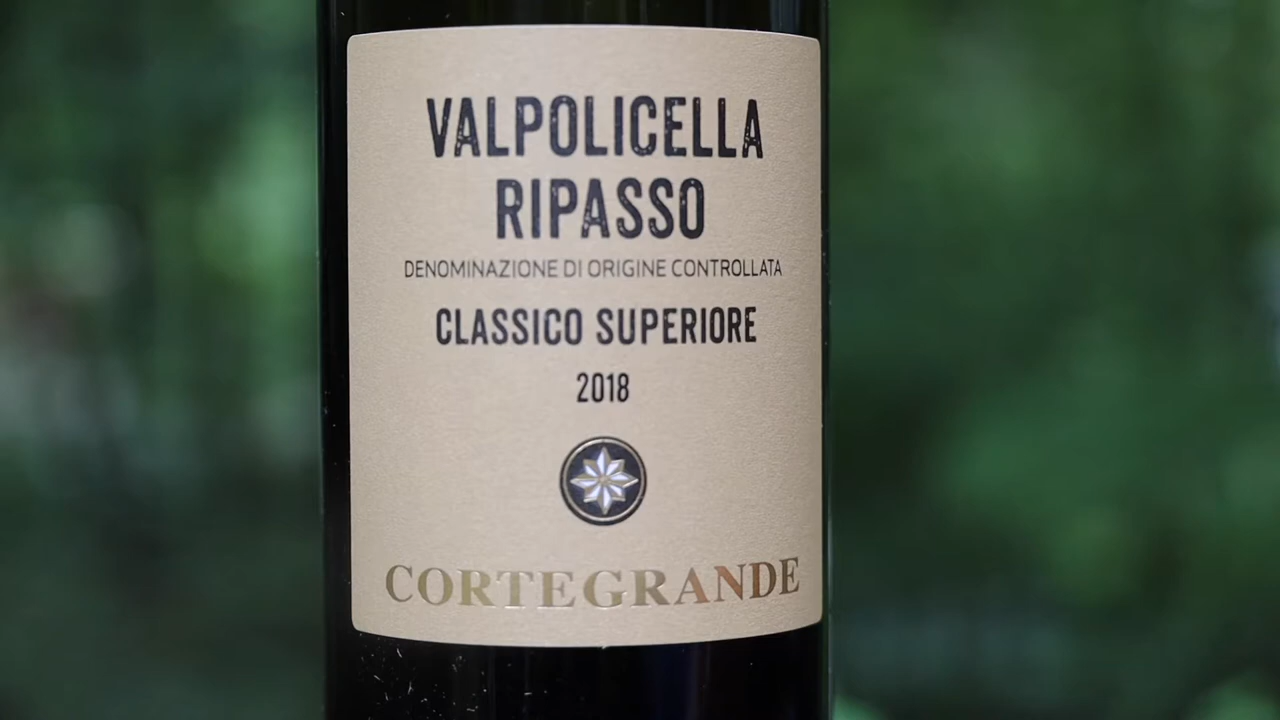 VALPOLICELLA
RIPASSO
DENOMINAZIONE DI ORIGINE CONTROLLATA
CLASSICO SUPERIORE
2018
CORTEGRANDE